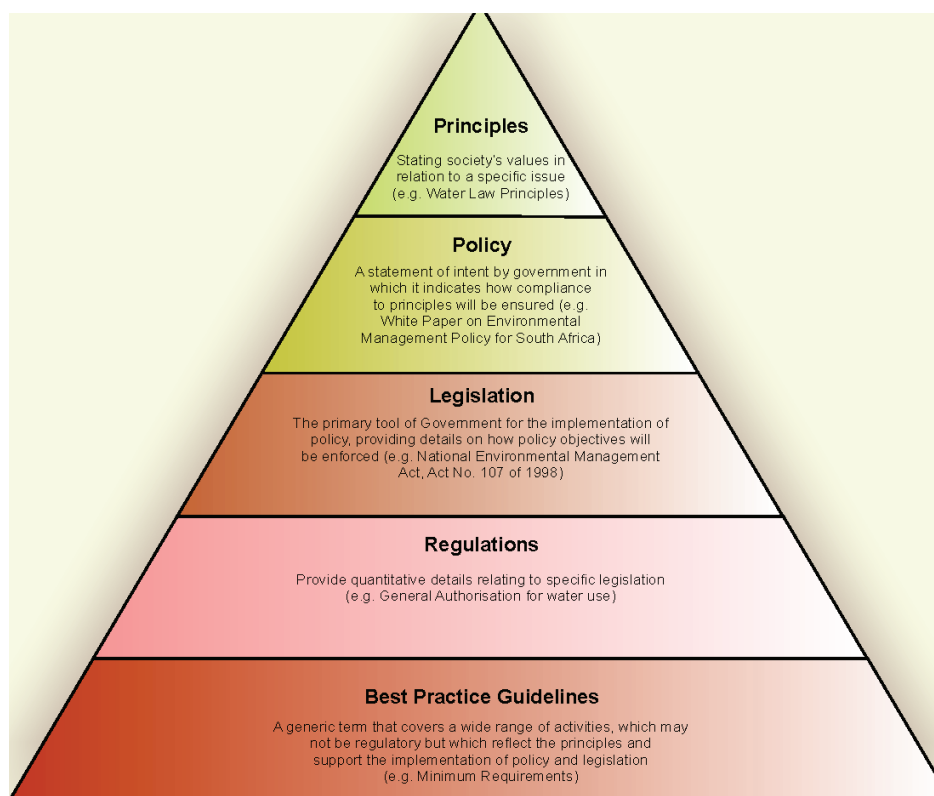 Principles
Stating society's values in
relation to a specific issue
(e.g. Water Law Principles)
Policy
A statement of intent by government in
which it indicates how compliance
to principles will be ensured (e.g.
White Paper on Environmental
Management Policy for South Africa)
Legislation
The primary tool of Government for the implementation of
policy, providing details on how policy objectives will
be enforced (e.g. National Environmental Management
Act, Act No. 107 of 1998)
Regulations
Provide quantitative details relating to specific legislation
(e.g. General Authorisation for water use)
Best Practice Guidelines
A generic term that covers a wide range of activities, which may
not be regulatory but which reflect the principles and
support the implementation of policy and legislation
(e.g. Minimum Requirements)